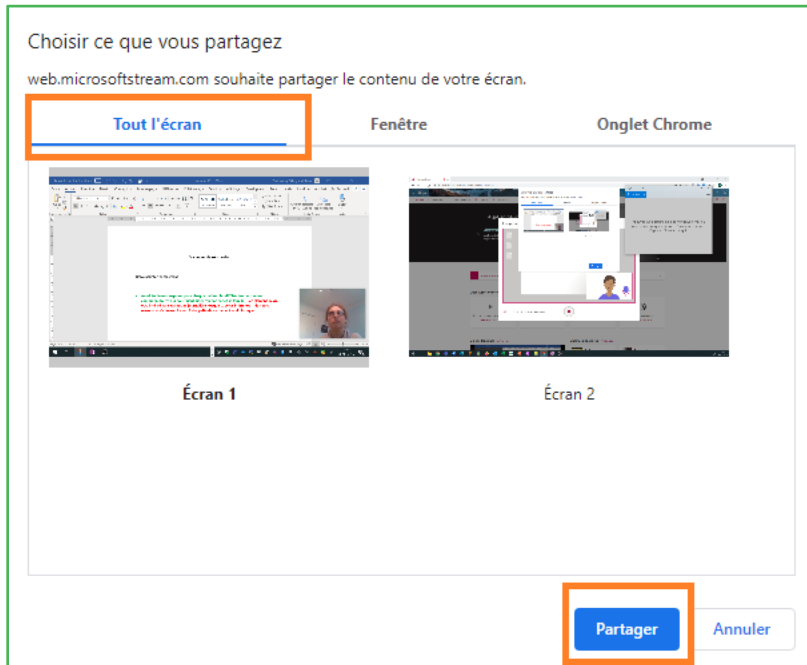 Choisir ce que vous partagez
web.microsoftstream.com souhaite partager le contenu de votre écran.
Tout l'écran
Fenêtre
Onglet Chrome
Écran 1
Écran 2
Partager
Annuler